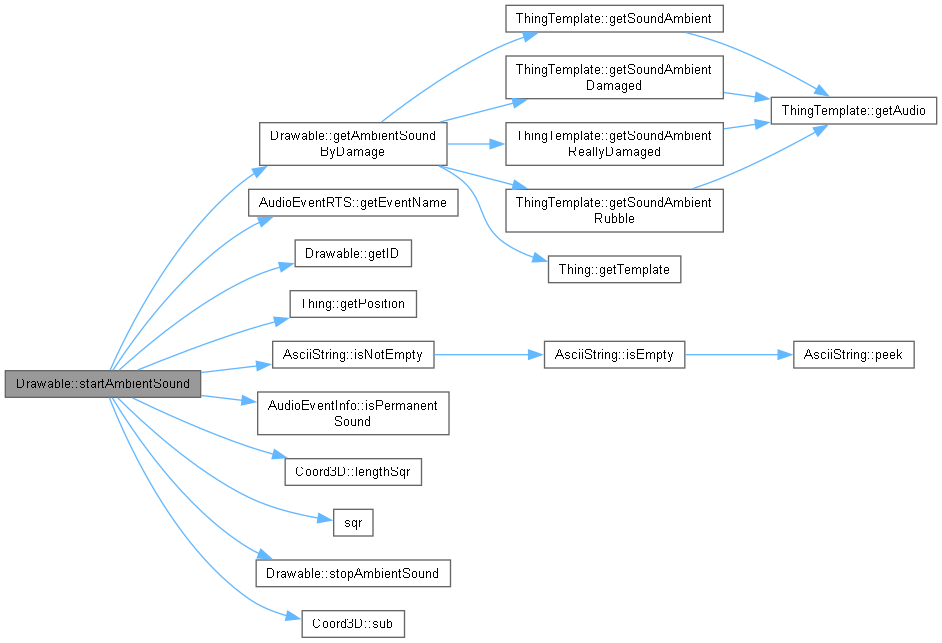 ThingTemplate::getSoundAmbient
ThingTemplate::getSoundAmbient
Damaged
ThingTemplate::getAudio
Drawable::getAmbientSound
ByDamage
ThingTemplate::getSoundAmbient
ReallyDamaged
AudioEventRTS::getEventName
ThingTemplate::getSoundAmbient
Rubble
Drawable::getID
Thing::getTemplate
Thing::getPosition
AsciiString::isNotEmpty
AsciiString::isEmpty
AsciiString::peek
Drawable::startAmbientSound
AudioEventInfo::isPermanent
Sound
Coord3D::lengthSqr
sqr
Drawable::stopAmbientSound
Coord3D::sub